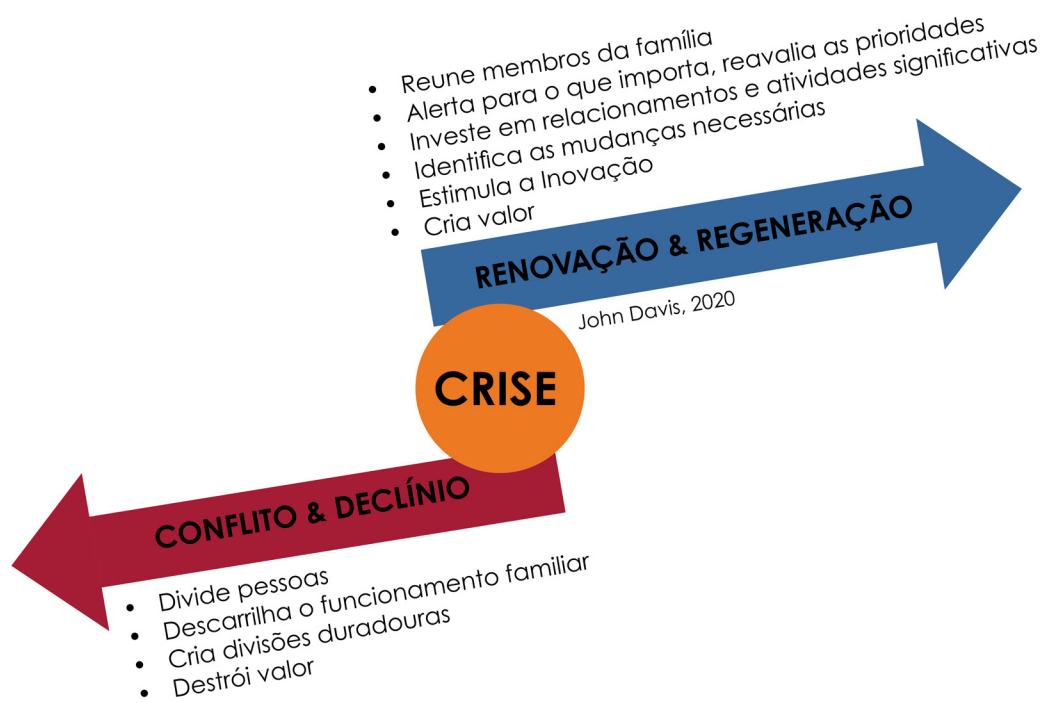 • Reune membros da família
• Alerta para o que importa, reavalia as prioridades
• Investe em relacionamentos e atividades significativas
• Identifica as mudanças necessárias
• Estimula a Inovação
• Cria valor
RENOVAÇÃO & REGENERAÇÃO
John Davis, 2020
CRISE
CONFLITO & DECLÍNIO
• Divide pessoas
• Descarrilha o funcionamento familiar
• Cria divisões duradouras
• Destrói valor